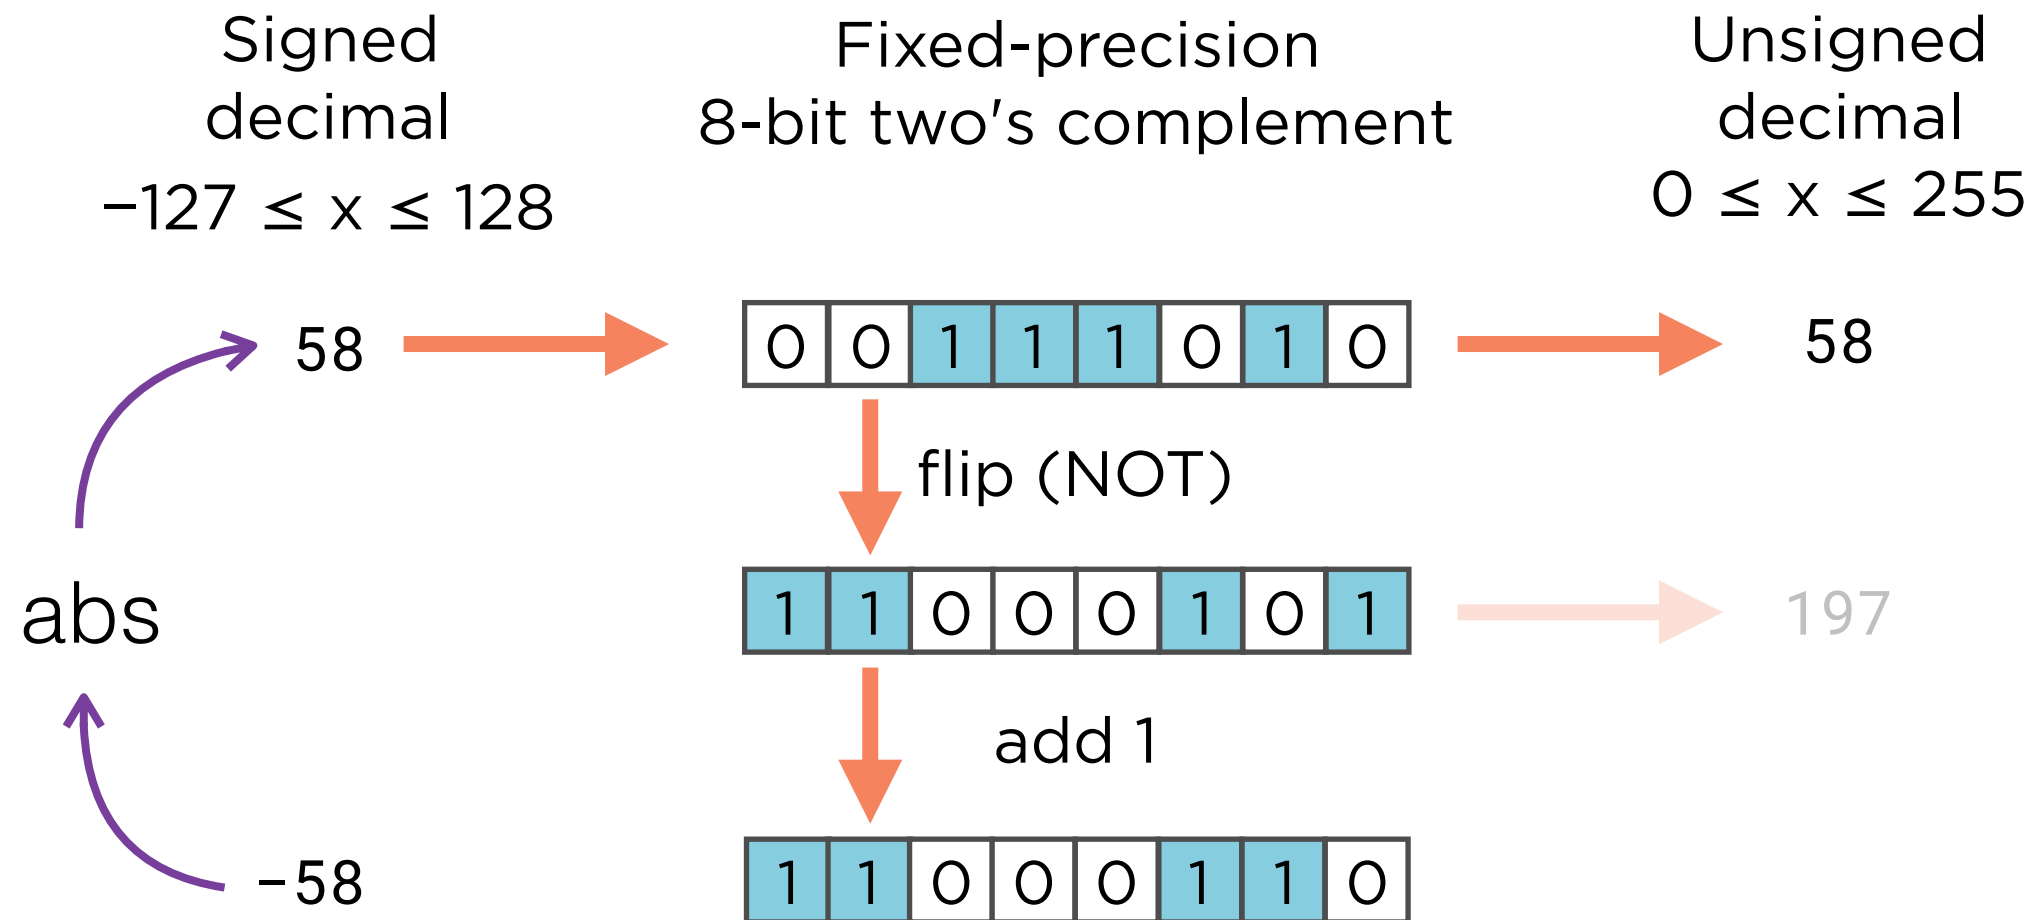 Signed
decimal
−127 ≤ x ≤ 128
Fixed-precision
8-bit two's complement
Unsigned
decimal
0 ≤ x ≤ 255
58
0 0 1 1 1 0 1 0
58
flip (NOT)
abs
1 1 0 0 0 1 0 1
197
add 1
-58
1 1 0 0 0 1 1 0